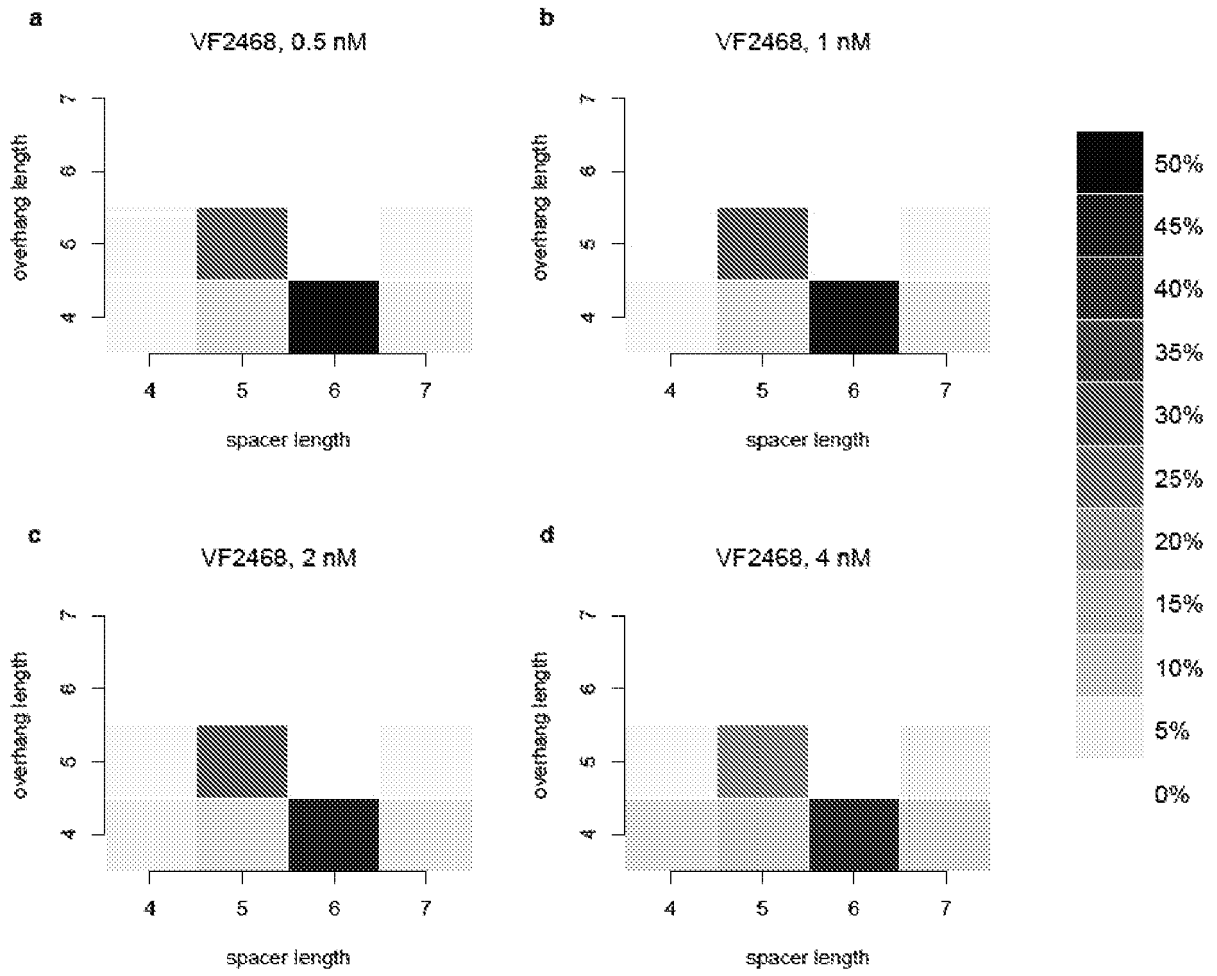 a
VF2468, 0.5 nM
overhang length
7
6
5
4
4 5 6 7
spacer length
b
VF2468, 1 nM
overhang length
7
6
5
4
4 5 6 7
spacer length
c
VF2468, 2 nM
overhang length
7
6
5
4
4 5 6 7
spacer length
d
VF2468, 4 nM
overhang length
7
6
5
4
4 5 6 7
spacer length
50%
45%
40%
35%
30%
25%
20%
15%
10%
5%
0%